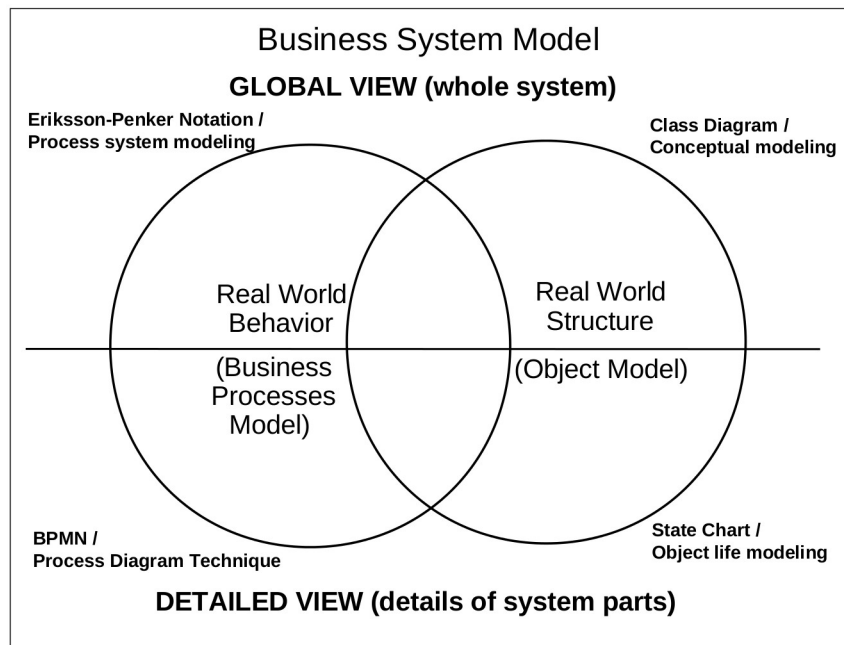 Business System Model
GLOBAL VIEW (whole system)
Eriksson-Penker Notation /
Process system modeling
Class Diagram /
Conceptual modeling
Real World
Behavior
Real World
Structure
(Business
Processes
Model)
(Object Model)
BPMN /
Process Diagram Technique
State Chart /
Object life modeling
DETAILED VIEW (details of system parts)